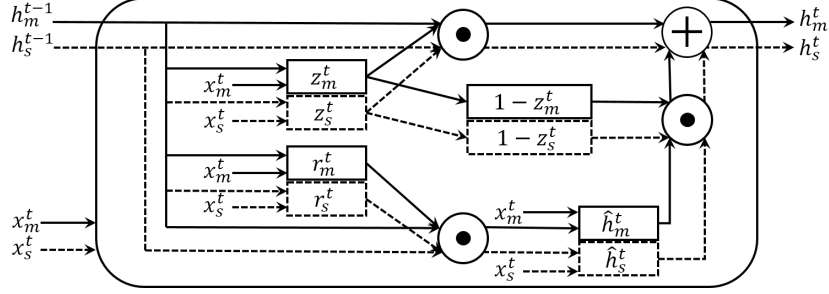 h_m^{t-1}
h_m^t
h_s^{t-1}
h_s^t
x_m^t
z_m^t
x_s^t
z_s^t
1 − z_m^t
1 − z_s^t
x_m^t
r_m^t
x_s^t
r_s^t
x_m^t
x_s^t
x_m^t
ĥ_m^t
x_s^t
ĥ_s^t